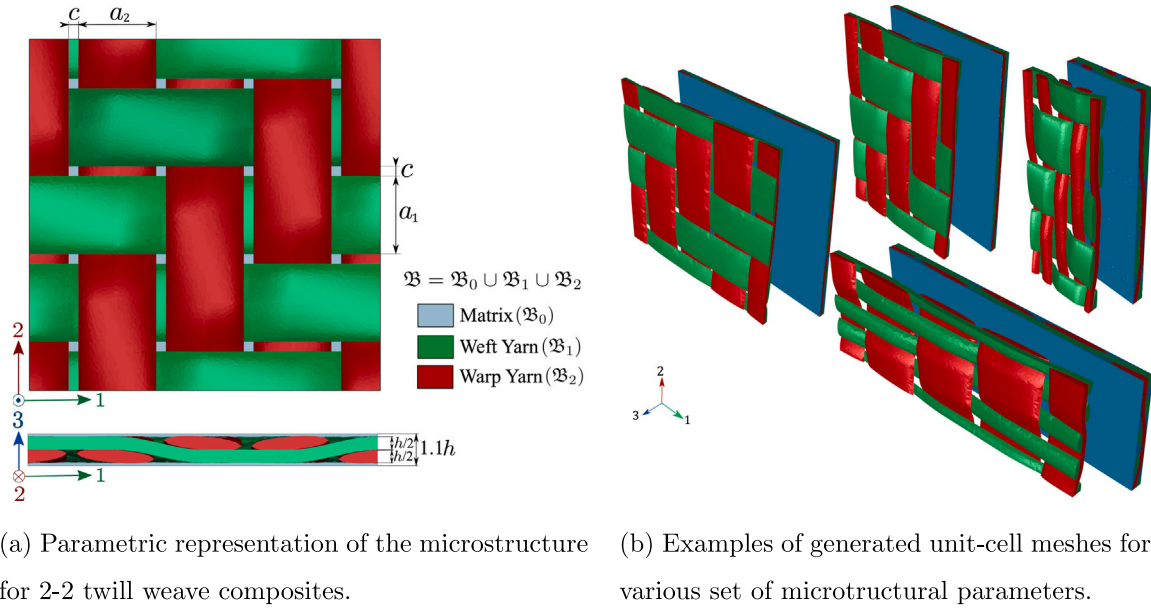 c a₂
c
a₁
𝔅 = 𝔅₀ ∪ 𝔅₁ ∪ 𝔅₂
Matrix (𝔅₀)
Weft Yarn (𝔅₁)
Warp Yarn (𝔅₂)
2
1
3
h/2
h/2
1.1h
1
2
2
3
1
(a) Parametric representation of the microstructure
for 2-2 twill weave composites.
(b) Examples of generated unit-cell meshes for
various set of microtructural parameters.